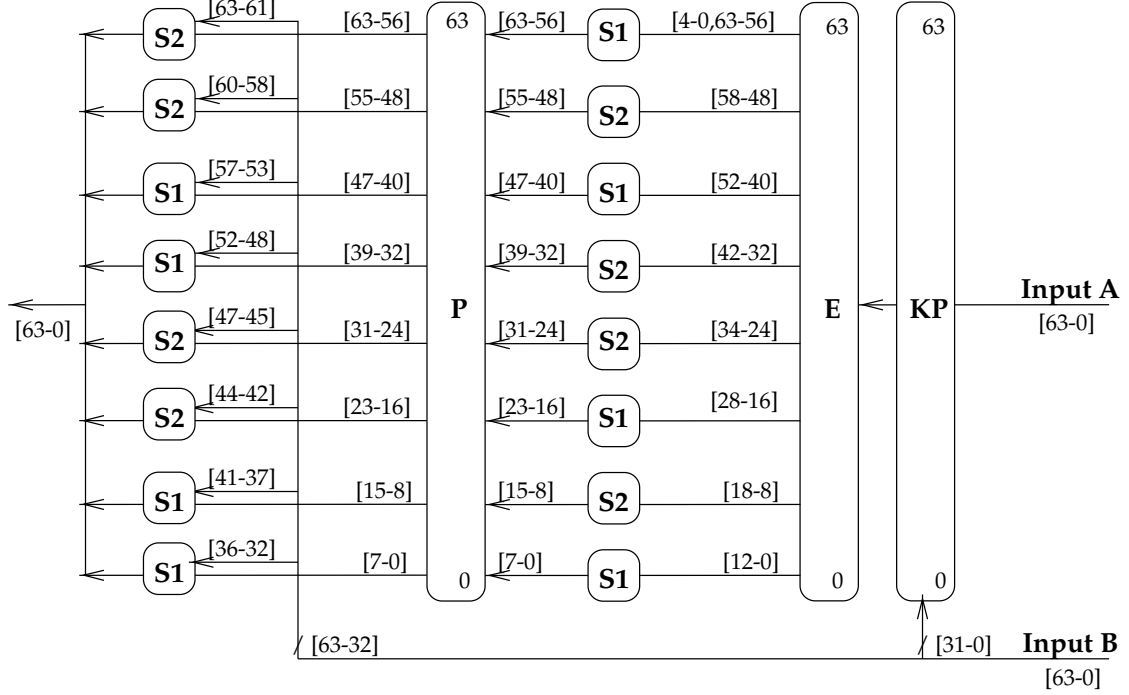 [63-61]
S2
[63-56]
63
[63-56]
S1
[4-0,63-56]
63
63
[60-58]
S2
[55-48]
[55-48]
S2
[58-48]
[57-53]
S1
[47-40]
[47-40]
S1
[52-40]
[52-48]
S1
[39-32]
[39-32]
S2
[42-32]
[63-0]
P
E
KP
Input A
[63-0]
[47-45]
S2
[31-24]
[31-24]
S2
[34-24]
[44-42]
S2
[23-16]
[23-16]
S1
[28-16]
[41-37]
S1
[15-8]
[15-8]
S2
[18-8]
[36-32]
S1
[7-0]
0
[7-0]
S1
[12-0]
0
0
[63-32]
[31-0]
Input B
[63-0]